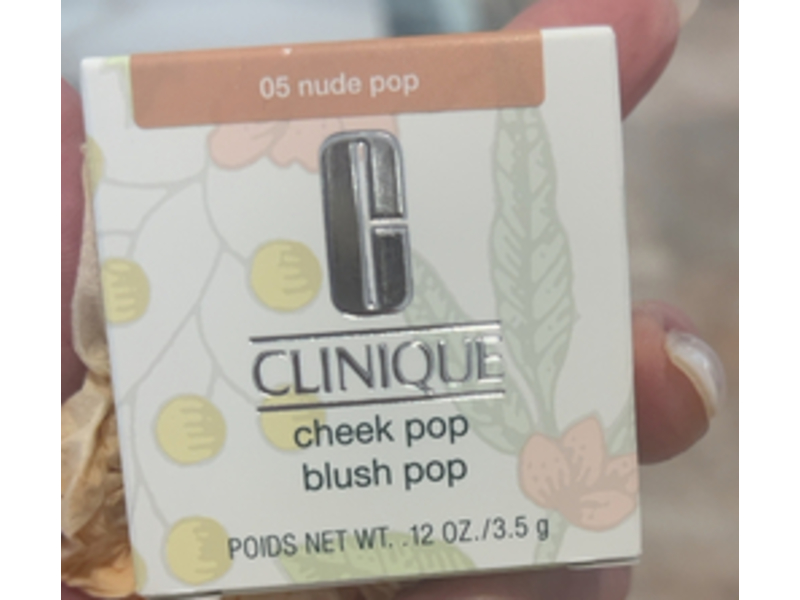 05 nude pop
CLINIQUE
cheek pop
blush pop
POIDS NET WT. .12 OZ./3.5 g